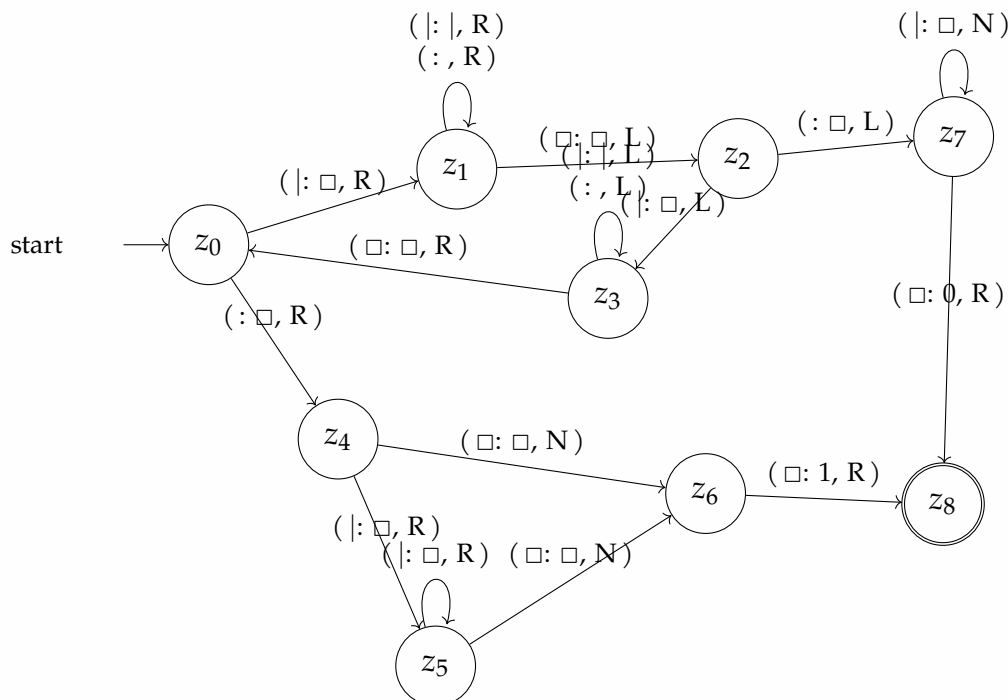 ( |: |, R )
( : , R )
( |: □, N )
( : □, L )
( □: □, L )
( |: |, L )
( : , L )
z₁
z₂
z₇
( |: □, R )
( |: □, L )
start
z₀
( □: □, R )
z₃
( : □, R )
( □: 0, R )
z₄
( □: □, N )
z₆
( □: 1, R )
z₈
( |: □, R )
( |: □, R )
( □: □, N )
z₅